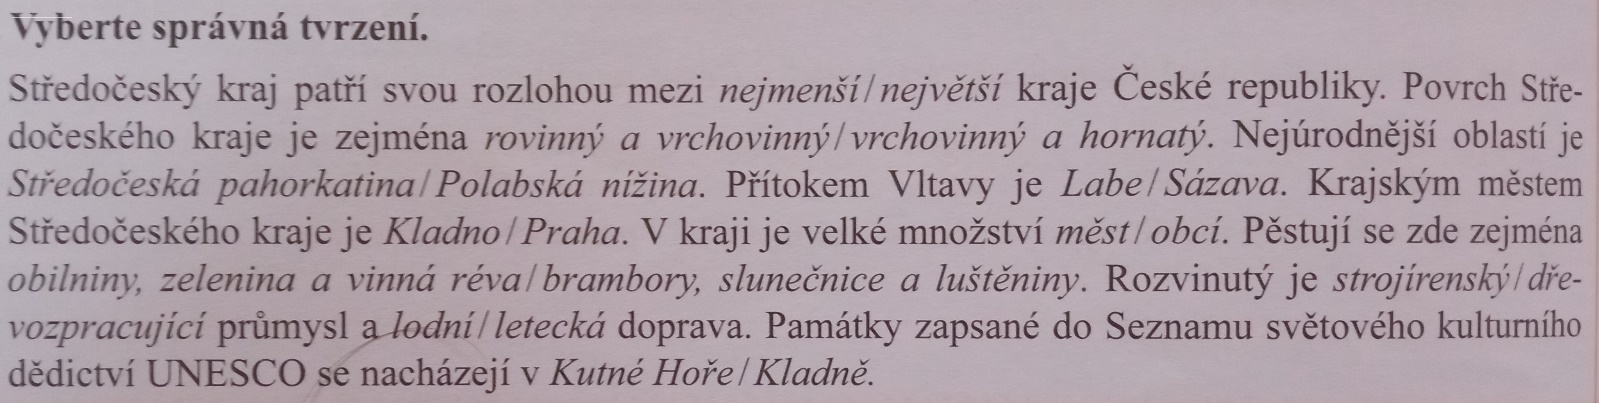 Vyberte správná tvrzení.
Středočeský kraj patří svou rozlohou mezi nejmenší/největší kraje České republiky. Povrch Stře-
dočeského kraje je zejména rovinný a vrchovinný/vrchovinný a hornatý. Nejúrodnější oblastí je
Středočeská pahorkatina/Polabská nížina. Přítokem Vltavy je Labe/Sázava. Krajským městem
Středočeského kraje je Kladno/Praha. V kraji je velké množství měst/obcí. Pěstují se zde zejména
obilniny, zelenina a vinná réva/brambory, slunečnice a luštěniny. Rozvinutý je strojírenský/dře-
vozpracující průmysl a lodní/letecká doprava. Památky zapsané do Seznamu světového kulturního
dědictví UNESCO se nacházejí v Kutné Hoře/Kladně.